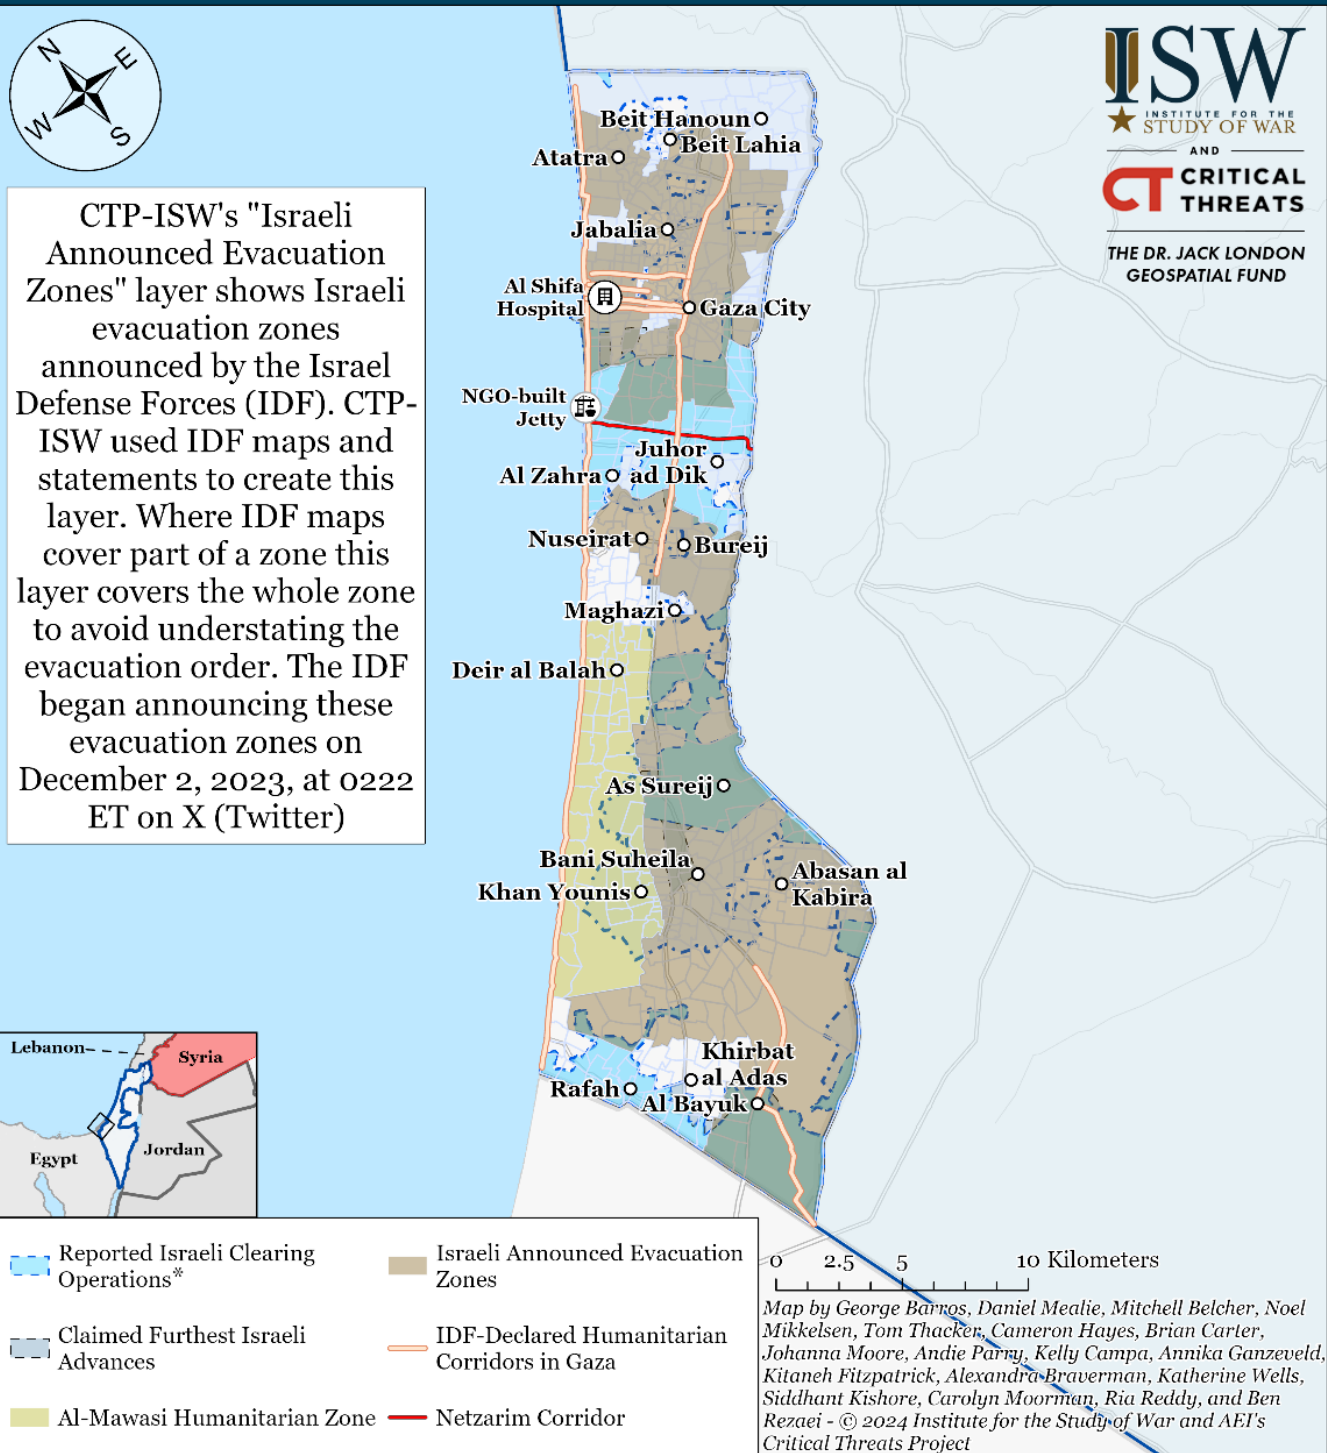 N
E
W
S
ISW
INSTITUTE FOR THE
STUDY OF WAR
AND
CT CRITICAL
THREATS
THE DR. JACK LONDON
GEOSPATIAL FUND
CTP-ISW's "Israeli
Announced Evacuation
Zones" layer shows Israeli
evacuation zones
announced by the Israel
Defense Forces (IDF). CTP-
ISW used IDF maps and
statements to create this
layer. Where IDF maps
cover part of a zone this
layer covers the whole zone
to avoid understating the
evacuation order. The IDF
began announcing these
evacuation zones on
December 2, 2023, at 0222
ET on X (Twitter)
Beit Hanoun
Beit Lahia
Atatra
Jabalia
Al Shifa
Hospital
Gaza City
NGO-built
Jetty
Juhor
ad Dik
Al Zahra
Nuseirat
Bureij
Maghazi
Deir al Balah
As Sureij
Bani Suheila
Khan Younis
Abasan al
Kabira
Khirbat
al Adas
Rafah
Al Bayuk
Lebanon
Syria
Jordan
Egypt
Reported Israeli Clearing
Operations*
Claimed Furthest Israeli
Advances
Al-Mawasi Humanitarian Zone
Israeli Announced Evacuation
Zones
IDF-Declared Humanitarian
Corridors in Gaza
Netzarim Corridor
0 2.5 5 10 Kilometers
Map by George Barros, Daniel Mealie, Mitchell Belcher, Noel
Mikkelsen, Tom Thacker, Cameron Hayes, Brian Carter,
Johanna Moore, Andie Parry, Kelly Campa, Annika Ganzeveld,
Kitaneh Fitzpatrick, Alexandra Braverman, Katherine Wells,
Siddhant Kishore, Carolyn Moorman, Ria Reddy, and Ben
Rezaei - © 2024 Institute for the Study of War and AEI's
Critical Threats Project